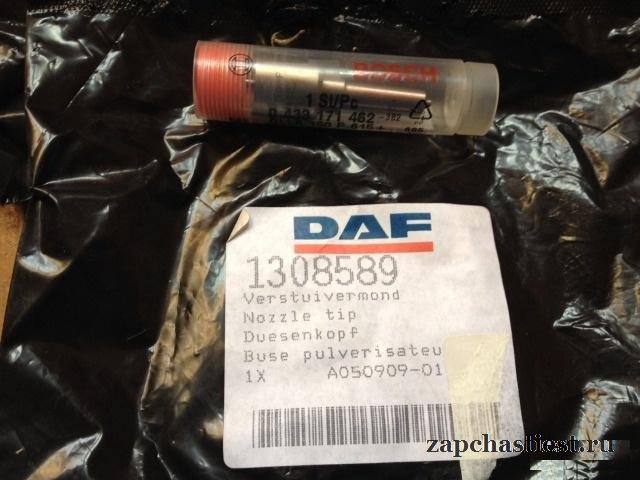 BOSCH
1 St/Pc
0 433 171 462
DAF
1308589
Verstuivermond
Nozzle tip
Duesenkopf
Buse pulverisateu
1X A050909-01
zapchastiest.ru